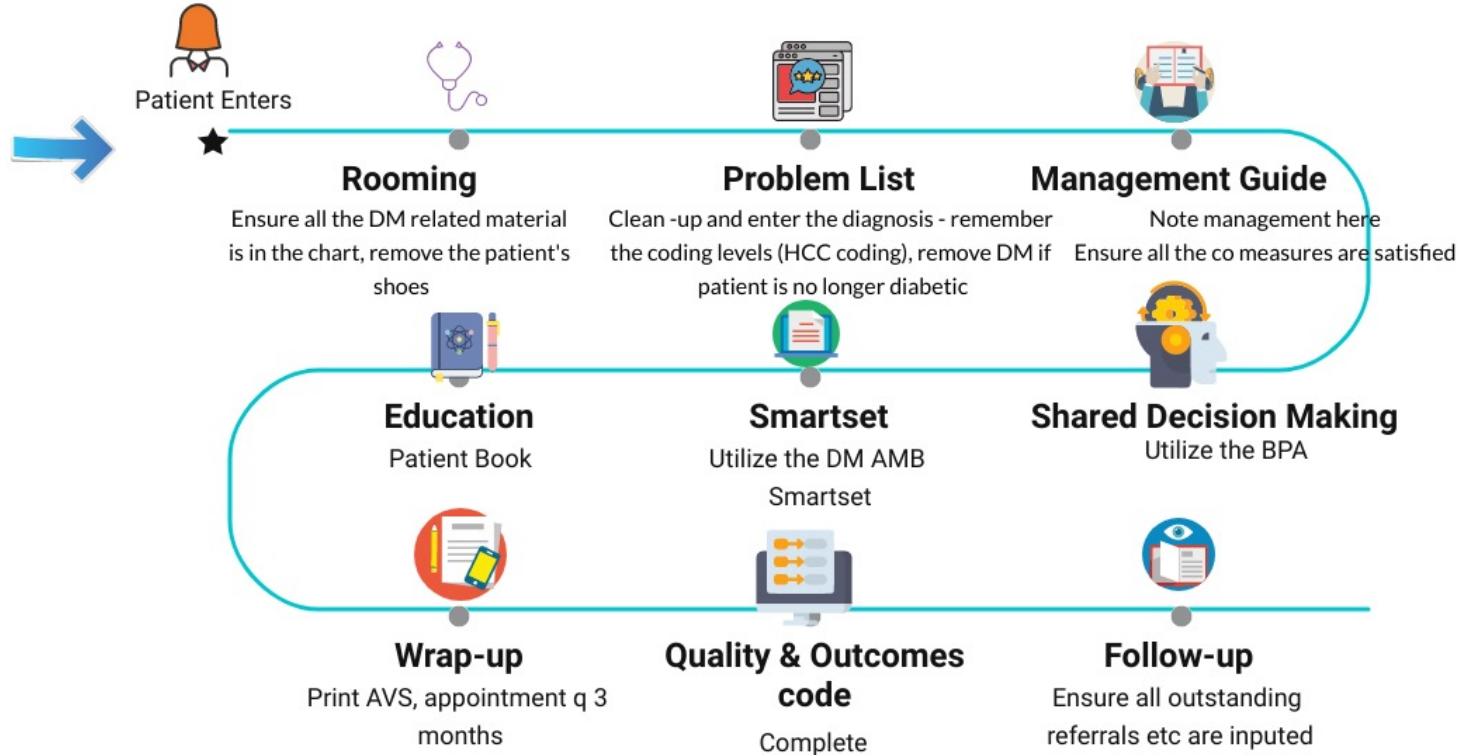 Patient Enters
Rooming
Ensure all the DM related material
is in the chart, remove the patient's
shoes
Problem List
Clean -up and enter the diagnosis - remember
the coding levels (HCC coding), remove DM if
patient is no longer diabetic
Management Guide
Note management here
Ensure all the co measures are satisfied
Shared Decision Making
Utilize the BPA
Smartset
Utilize the DM AMB
Smartset
Education
Patient Book
Wrap-up
Print AVS, appointment q 3
months
Quality & Outcomes
code
Complete
Follow-up
Ensure all outstanding
referrals etc are inputed